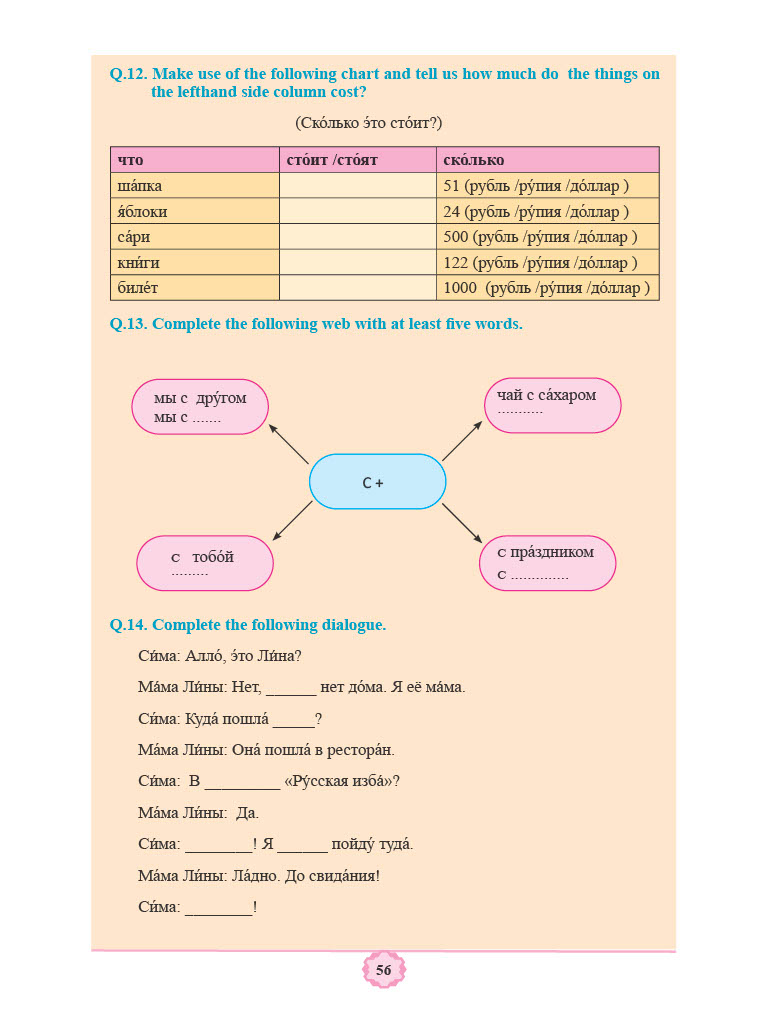 Q.12. Make use of the following chart and tell us how much do the things on
the lefthand side column cost?
(Ско́лько э́то сто́ит?)
что сто́ит /сто́ят ско́лько
ша́пка 51 (рубль /ру́пия /до́ллар )
я́блоки 24 (рубль /ру́пия /до́ллар )
са́ри 500 (рубль /ру́пия /до́ллар )
кни́ги 122 (рубль /ру́пия /до́ллар )
биле́т 1000 (рубль /ру́пия /до́ллар )
Q.13. Complete the following web with at least five words.
мы с дру́гом
мы с .......
чай с са́харом
...........
С +
с тобо́й
.........
с пра́здником
с ..............
Q.14. Complete the following dialogue.
Си́ма: Алло́, э́то Ли́на?
Ма́ма Ли́ны: Нет, ______ нет до́ма. Я её ма́ма.
Си́ма: Куда́ пошла́ _____?
Ма́ма Ли́ны: Она́ пошла́ в рестора́н.
Си́ма: В _________ «Ру́сская изба́»?
Ма́ма Ли́ны: Да.
Си́ма: ________! Я ______ пойду́ туда́.
Ма́ма Ли́ны: Ла́дно. До свида́ния!
Си́ма: ________!
56